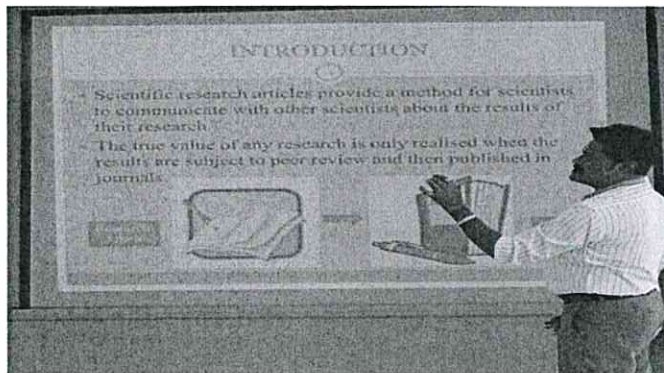 INTRODUCTION
Scientific research articles provide a method for scientists
to communicate with other scientists about the results of
their research
The true value of any research is only realised when the
results are subject to peer review and then published in
journals